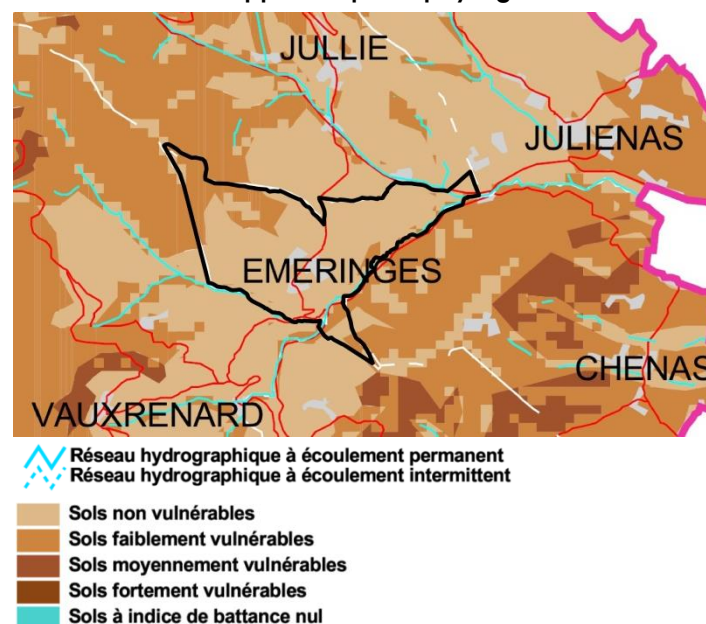 JULLIE
JULIENAS
EMERINGES
CHENAS
VAUXRENARD
Réseau hydrographique à écoulement permanent
Réseau hydrographique à écoulement intermittent
Sols non vulnérables
Sols faiblement vulnérables
Sols moyennement vulnérables
Sols fortement vulnérables
Sols à indice de battance nul